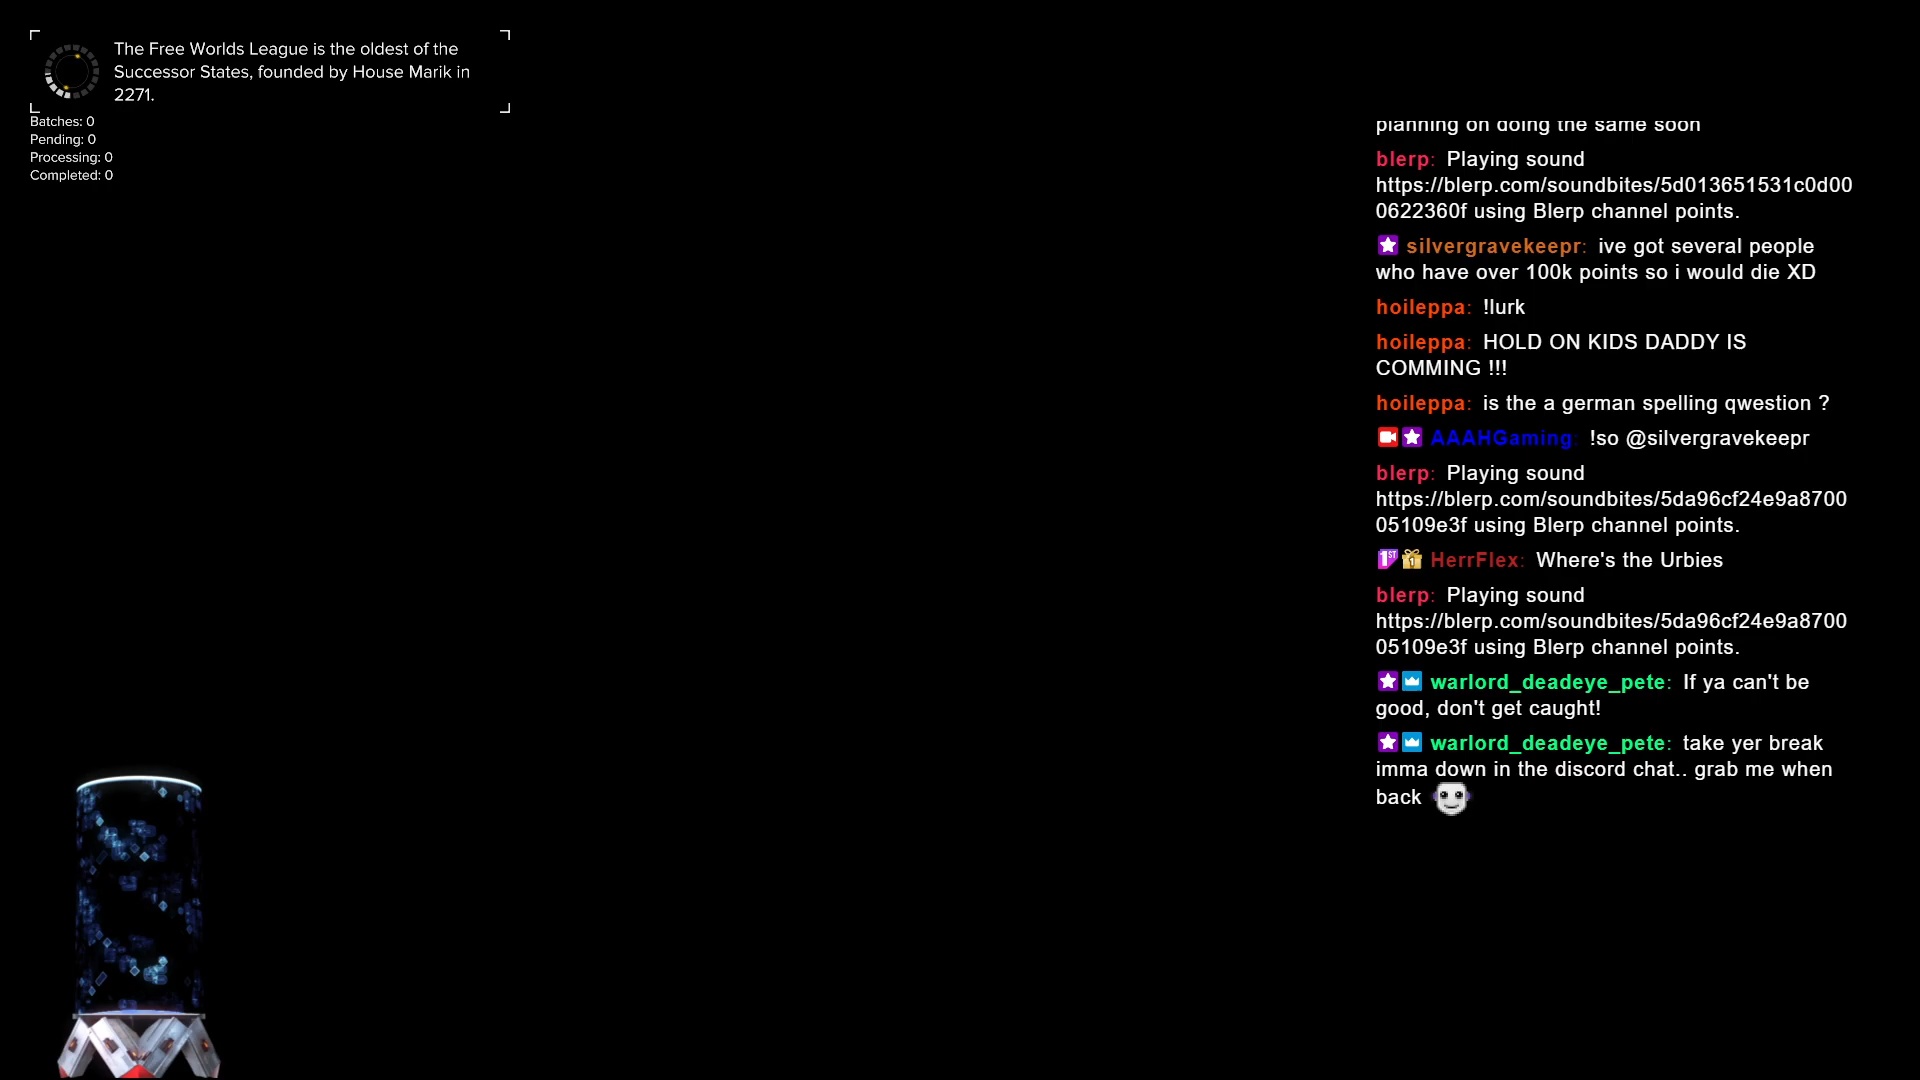 The Free Worlds League is the oldest of the
Successor States, founded by House Marik in
2271.
Batches: 0
Pending: 0
Processing: 0
Completed: 0
planning on doing the same soon
blerp: Playing sound
https://blerp.com/soundbites/5d013651531c0d00
0622360f using Blerp channel points.
silvergravekeepr: ive got several people
who have over 100k points so i would die XD
hoileppa: !lurk
hoileppa: HOLD ON KIDS DADDY IS
COMMING !!!
hoileppa: is the a german spelling qwestion ?
AAAHGaming: !so @silvergravekeepr
blerp: Playing sound
https://blerp.com/soundbites/5da96cf24e9a8700
05109e3f using Blerp channel points.
1ST 1 HerrFlex: Where's the Urbies
blerp: Playing sound
https://blerp.com/soundbites/5da96cf24e9a8700
05109e3f using Blerp channel points.
warlord_deadeye_pete: If ya can't be
good, don't get caught!
warlord_deadeye_pete: take yer break
imma down in the discord chat.. grab me when
back